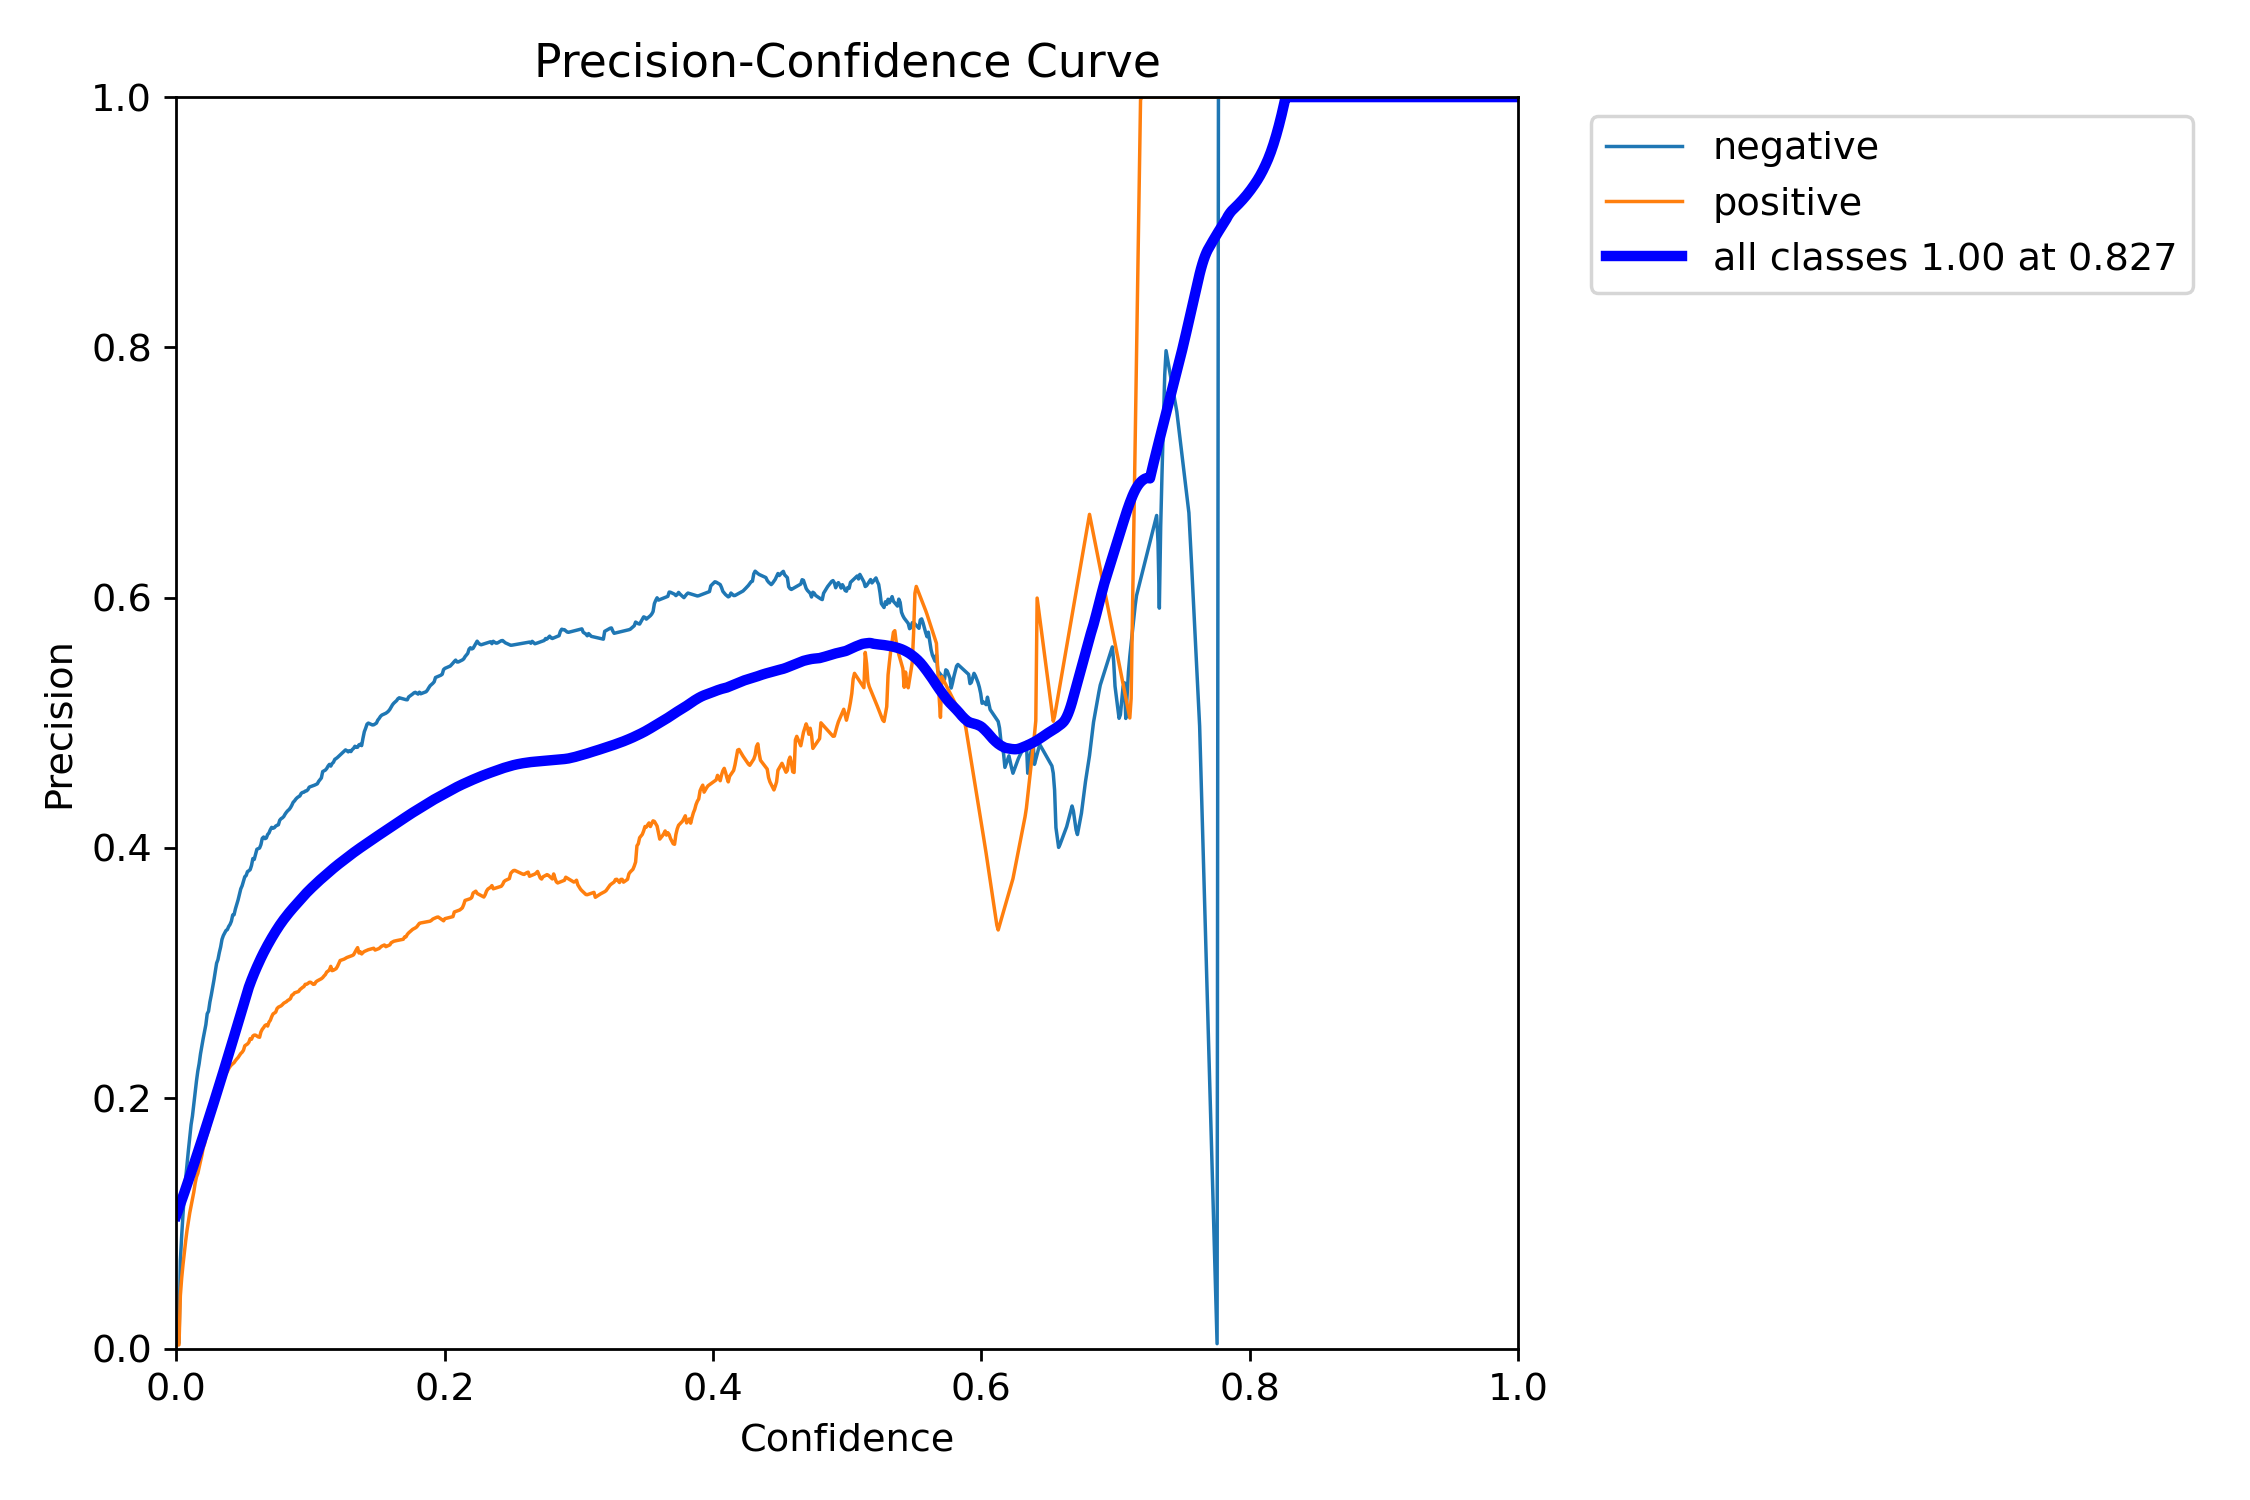 Precision-Confidence Curve
1.0
0.8
0.6
0.4
0.2
0.0
Precision
0.0 0.2 0.4 0.6 0.8 1.0
Confidence
negative
positive
all classes 1.00 at 0.827